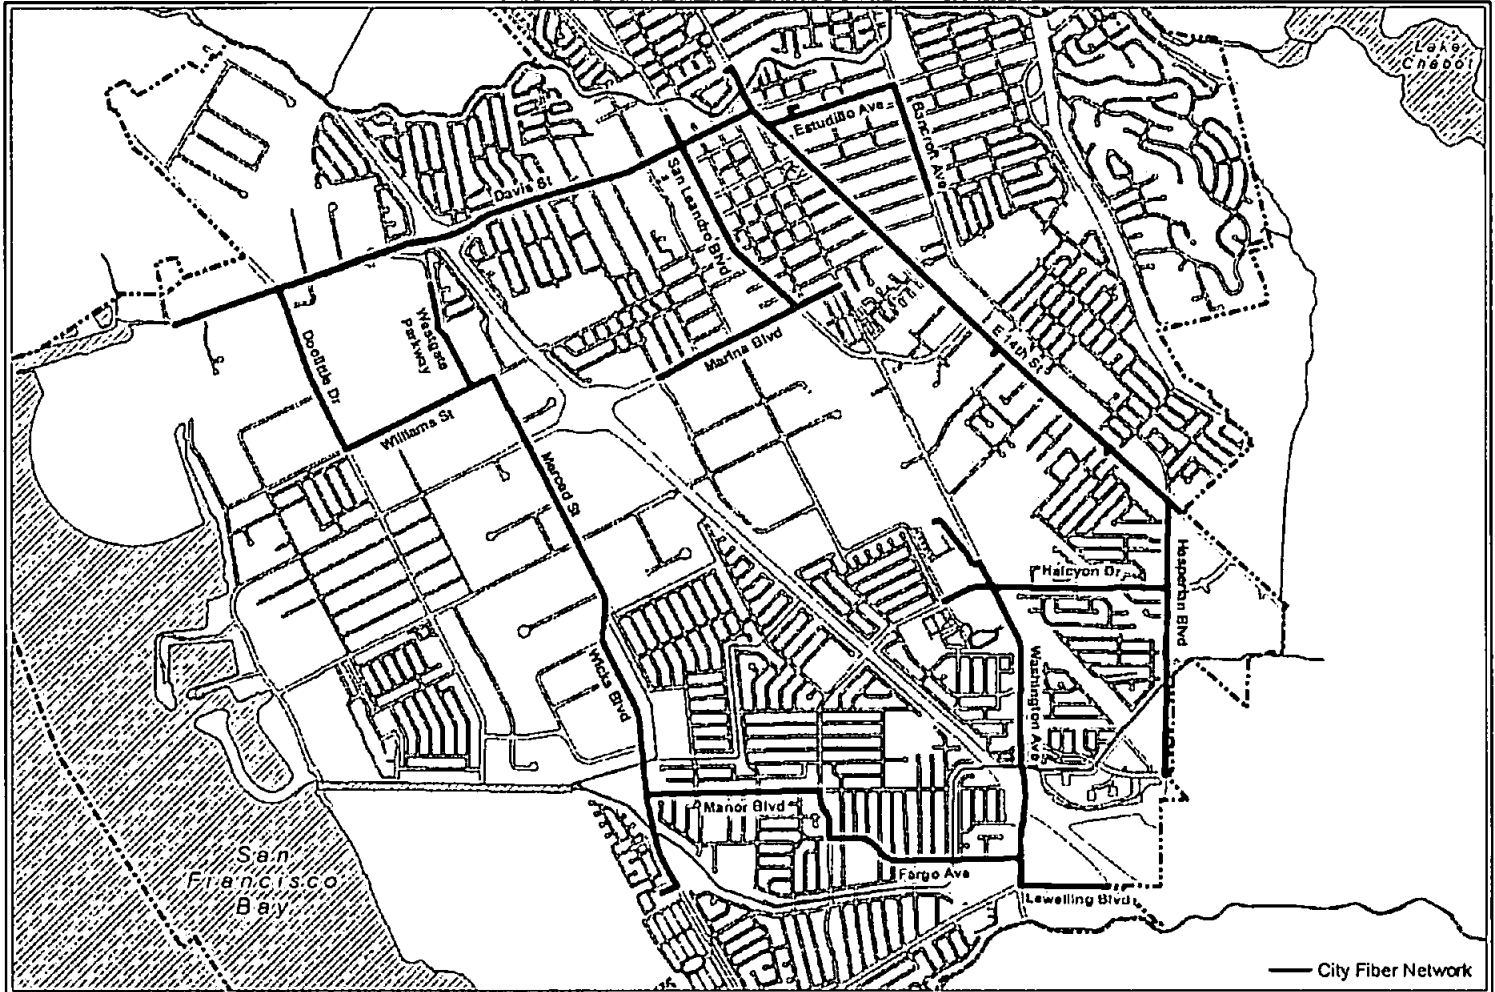 Lake
Chabot
Estudillo Ave
Bancroft Ave
Davis St
San Leandro Blvd
Westgate
Parkway
Doolittle Dr
Marina Blvd
E 14th St
Williams St
Merced St
Hesperian Blvd
Halcyon Dr
Wicks Blvd
Washington Ave
Manor Blvd
San
Francisco
Bay
Fargo Ave
Lewelling Blvd
City Fiber Network